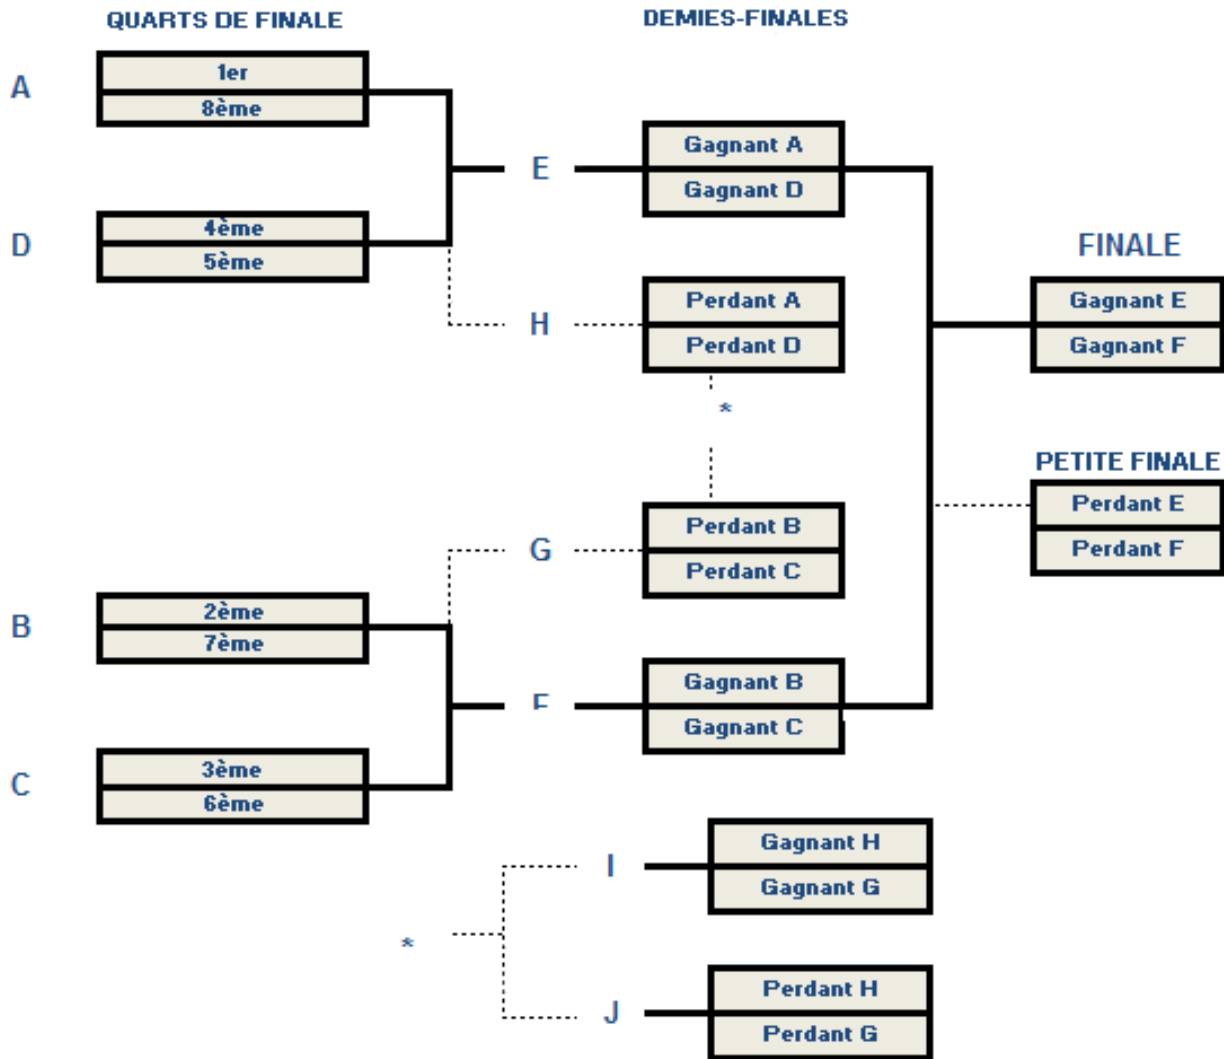 QUARTS DE FINALE
DEMIES-FINALES
A
1er
8ème
E
Gagnant A
Gagnant D
D
4ème
5ème
FINALE
H
Perdant A
Perdant D
Gagnant E
Gagnant F
*
PETITE FINALE
G
Perdant B
Perdant C
Perdant E
Perdant F
B
2ème
7ème
F
Gagnant B
Gagnant C
C
3ème
6ème
I
Gagnant H
Gagnant G
*
J
Perdant H
Perdant G